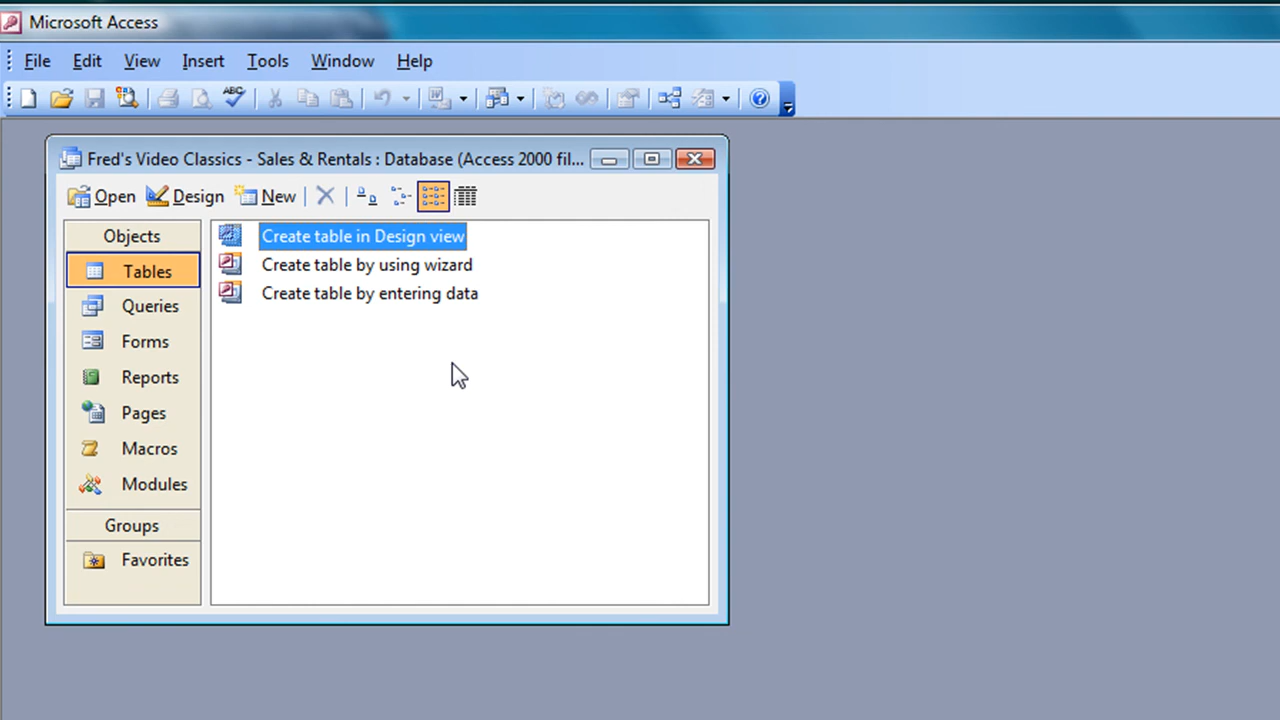 Microsoft Access
File Edit View Insert Tools Window Help
ABC
Fred's Video Classics - Sales & Rentals : Database (Access 2000 fil...
Open Design New
Objects
Tables
Queries
Forms
Reports
Pages
Macros
Modules
Groups
Favorites
Create table in Design view
Create table by using wizard
Create table by entering data